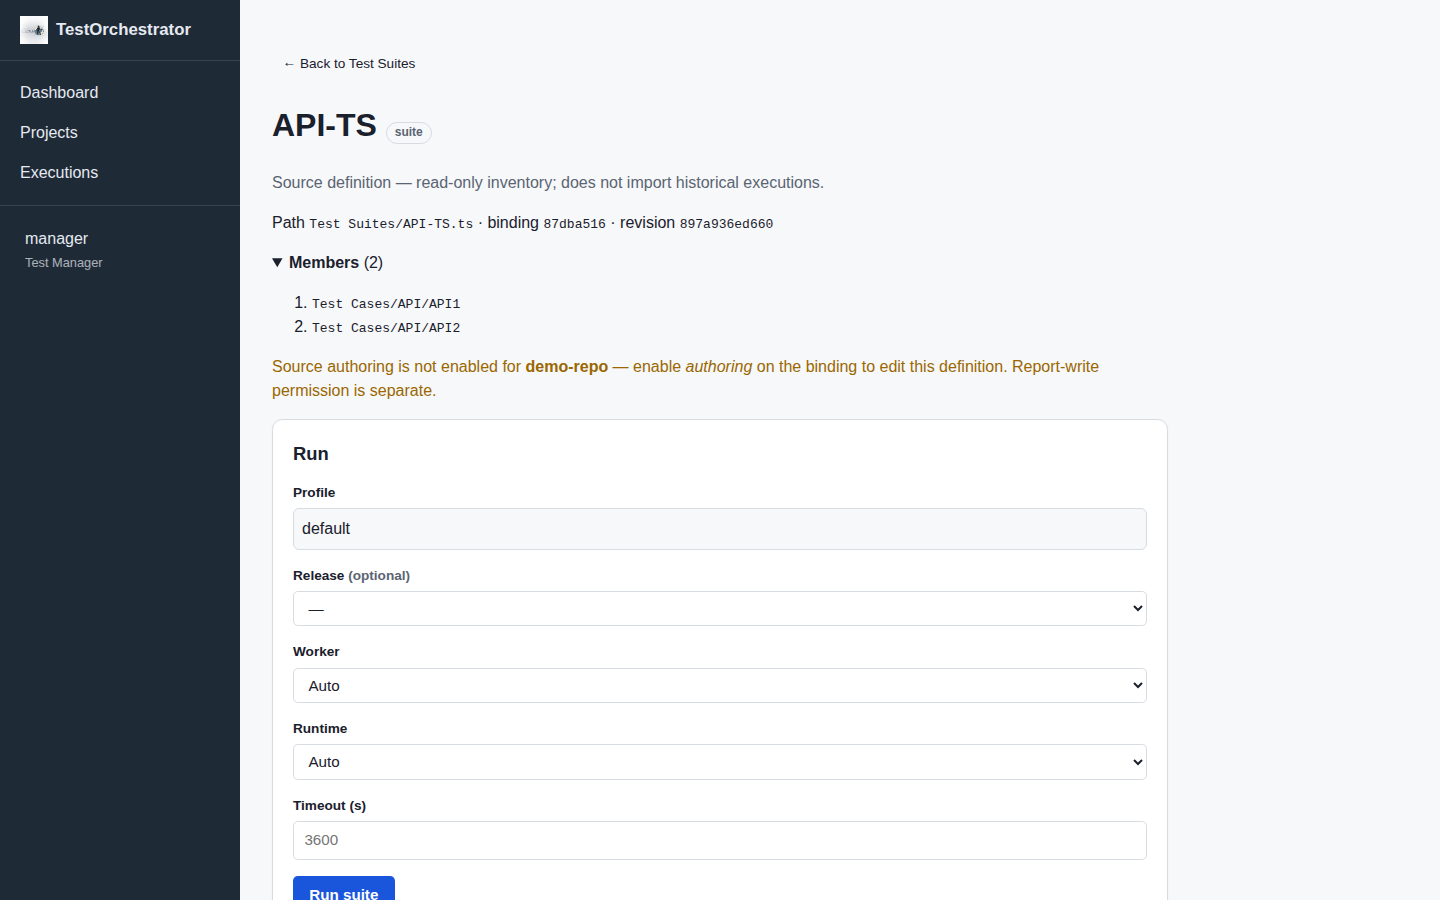 TestOrchestrator
Dashboard
Projects
Executions
manager
Test Manager
← Back to Test Suites
API-TS suite
Source definition — read-only inventory; does not import historical executions.
Path Test Suites/API-TS.ts · binding 87dba516 · revision 897a936ed660
▼ Members (2)
1. Test Cases/API/API1
2. Test Cases/API/API2
Source authoring is not enabled for demo-repo — enable authoring on the binding to edit this definition. Report-write
permission is separate.
Run
Profile
default
Release (optional)
—
Worker
Auto
Runtime
Auto
Timeout (s)
3600
Run suite